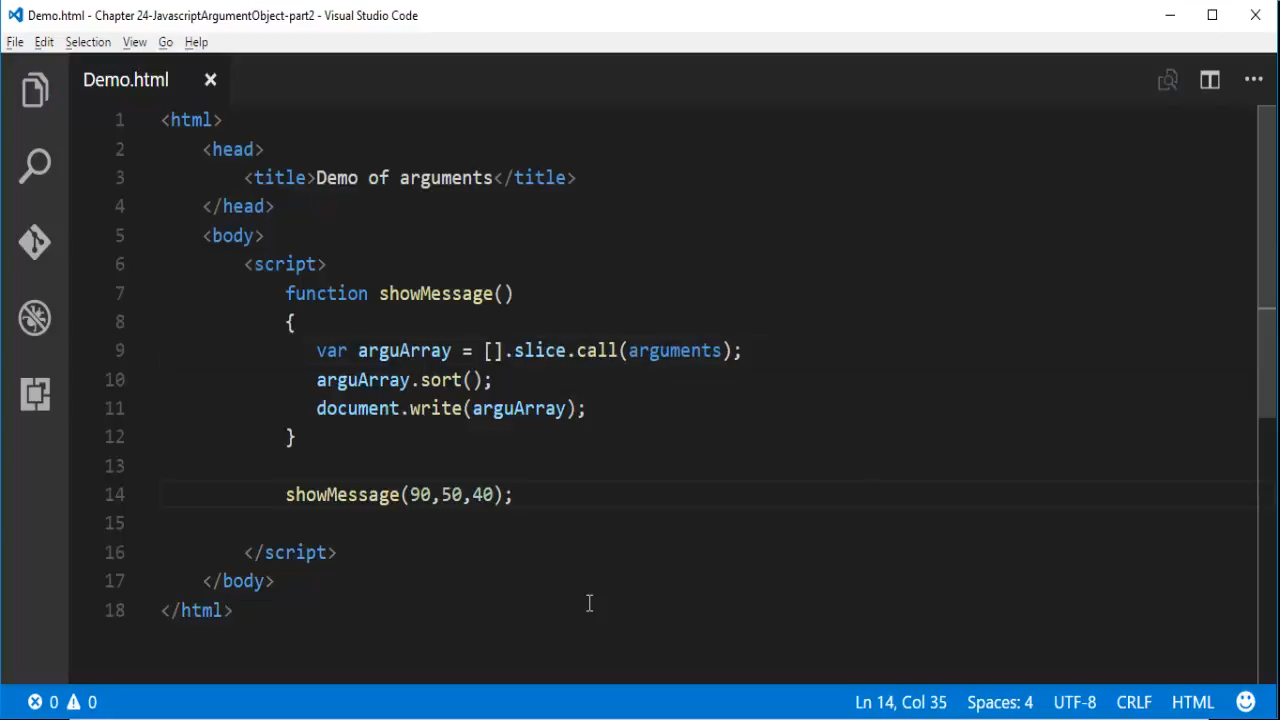 Demo.html - Chapter 24-JavascriptArgumentObject-part2 - Visual Studio Code
File Edit Selection View Go Help
Demo.html
1 <html>
2 <head>
3 <title>Demo of arguments</title>
4 </head>
5 <body>
6 <script>
7 function showMessage()
8 {
9 var arguArray = [].slice.call(arguments);
10 arguArray.sort();
11 document.write(arguArray);
12 }
13
14 showMessage(90,50,40);
15
16 </script>
17 </body>
18 </html>
0 0 Ln 14, Col 35 Spaces: 4 UTF-8 CRLF HTML